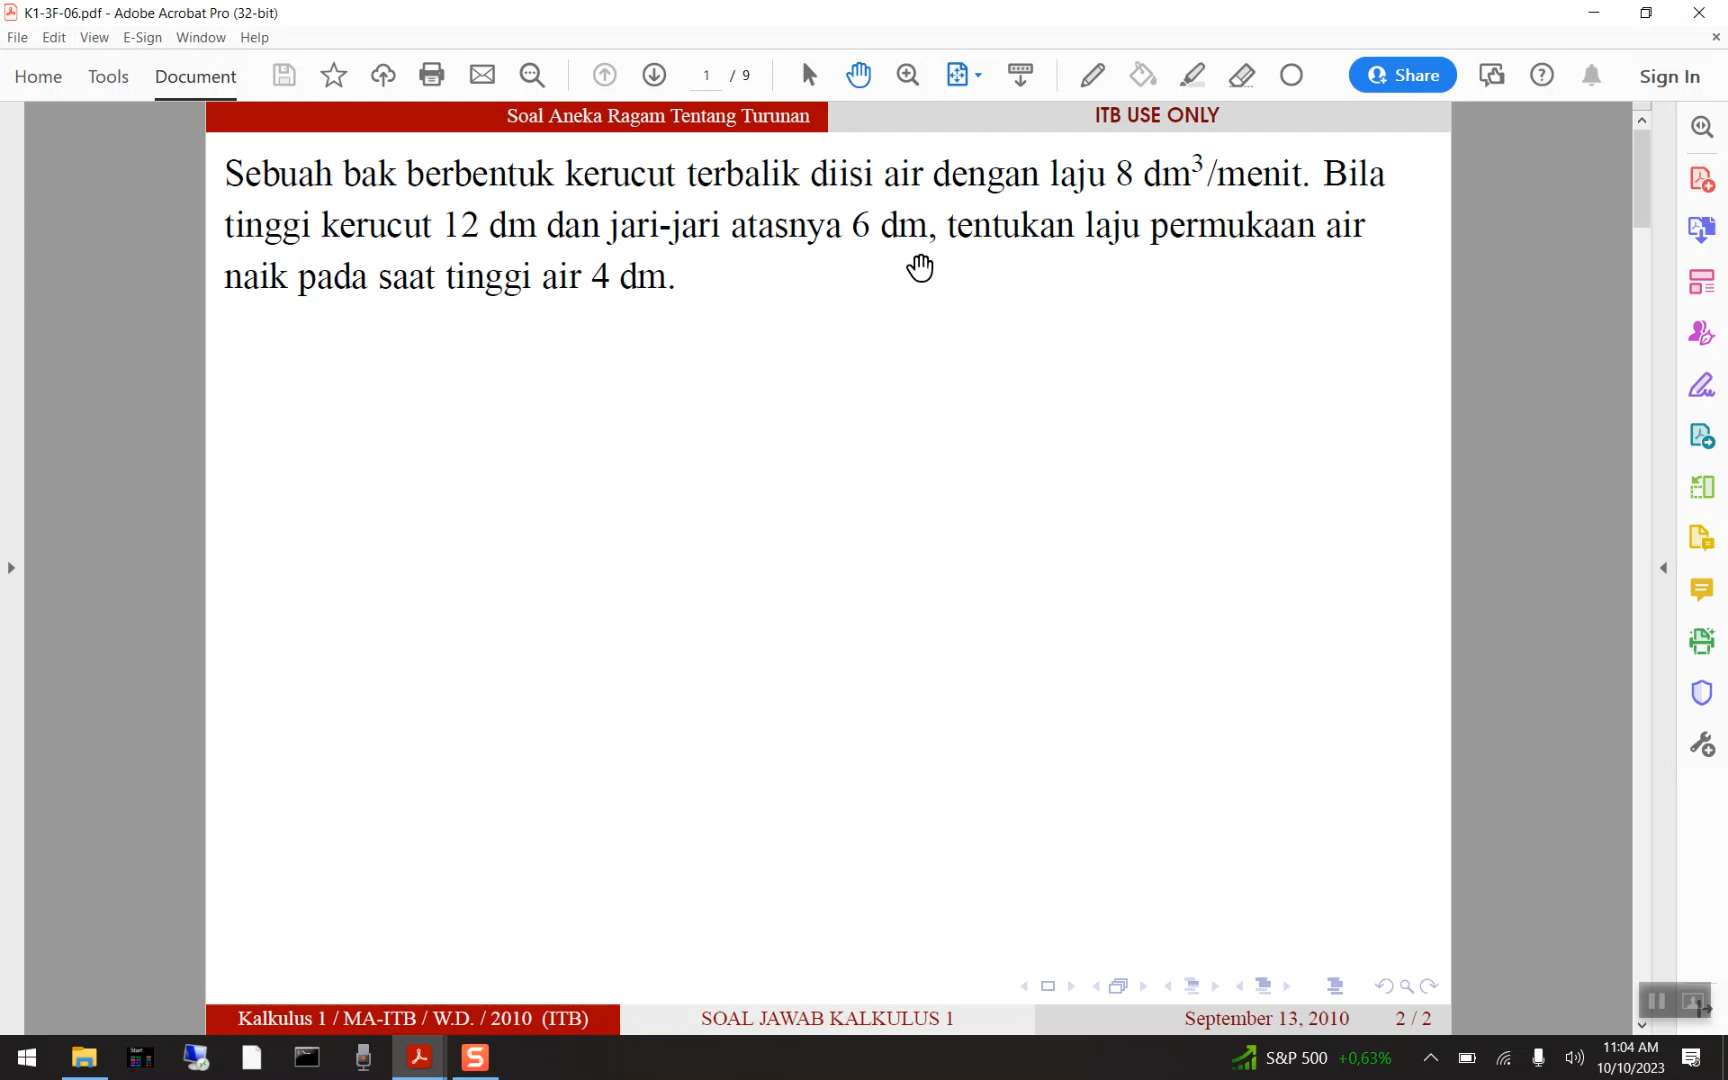 K1-3F-06.pdf - Adobe Acrobat Pro (32-bit)
File Edit View E-Sign Window Help
Home Tools Document 1 / 9 Share Sign In
Soal Aneka Ragam Tentang Turunan ITB USE ONLY
Sebuah bak berbentuk kerucut terbalik diisi air dengan laju 8 dm³/menit. Bila
tinggi kerucut 12 dm dan jari-jari atasnya 6 dm, tentukan laju permukaan air
naik pada saat tinggi air 4 dm.
Kalkulus 1 / MA-ITB / W.D. / 2010 (ITB) SOAL JAWAB KALKULUS 1 September 13, 2010 2 / 2
S&P 500 +0,63% 11:04 AM
10/10/2023